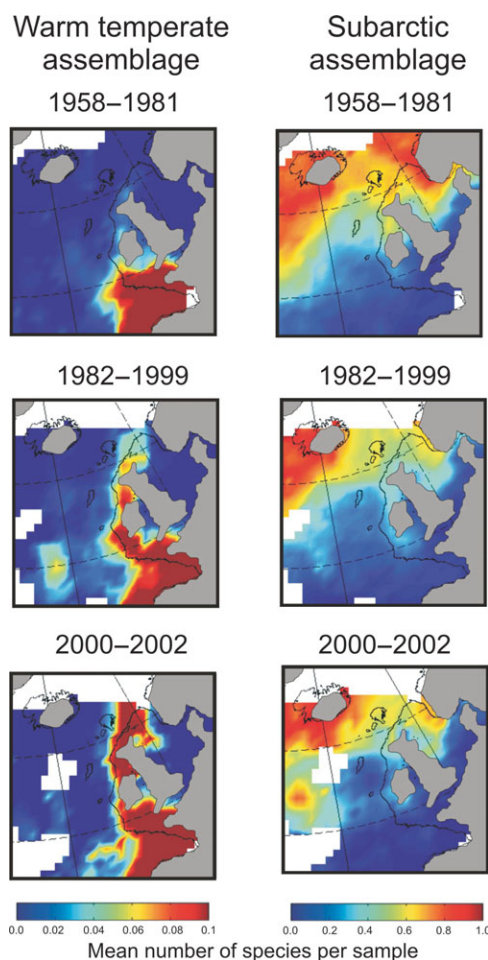 Warm temperate
assemblage
Subarctic
assemblage
1958–1981
1958–1981
1982–1999
1982–1999
2000–2002
2000–2002
0.0 0.02 0.04 0.06 0.08 0.1
0.0 0.2 0.4 0.6 0.8 1.0
Mean number of species per sample